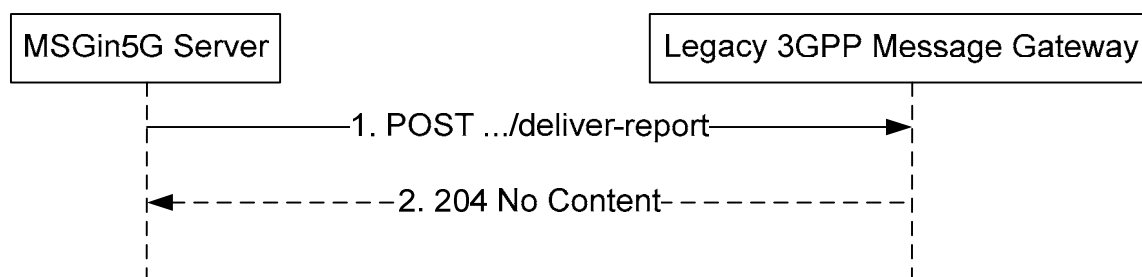 MSGin5G Server
Legacy 3GPP Message Gateway
1. POST .../deliver-report
2. 204 No Content